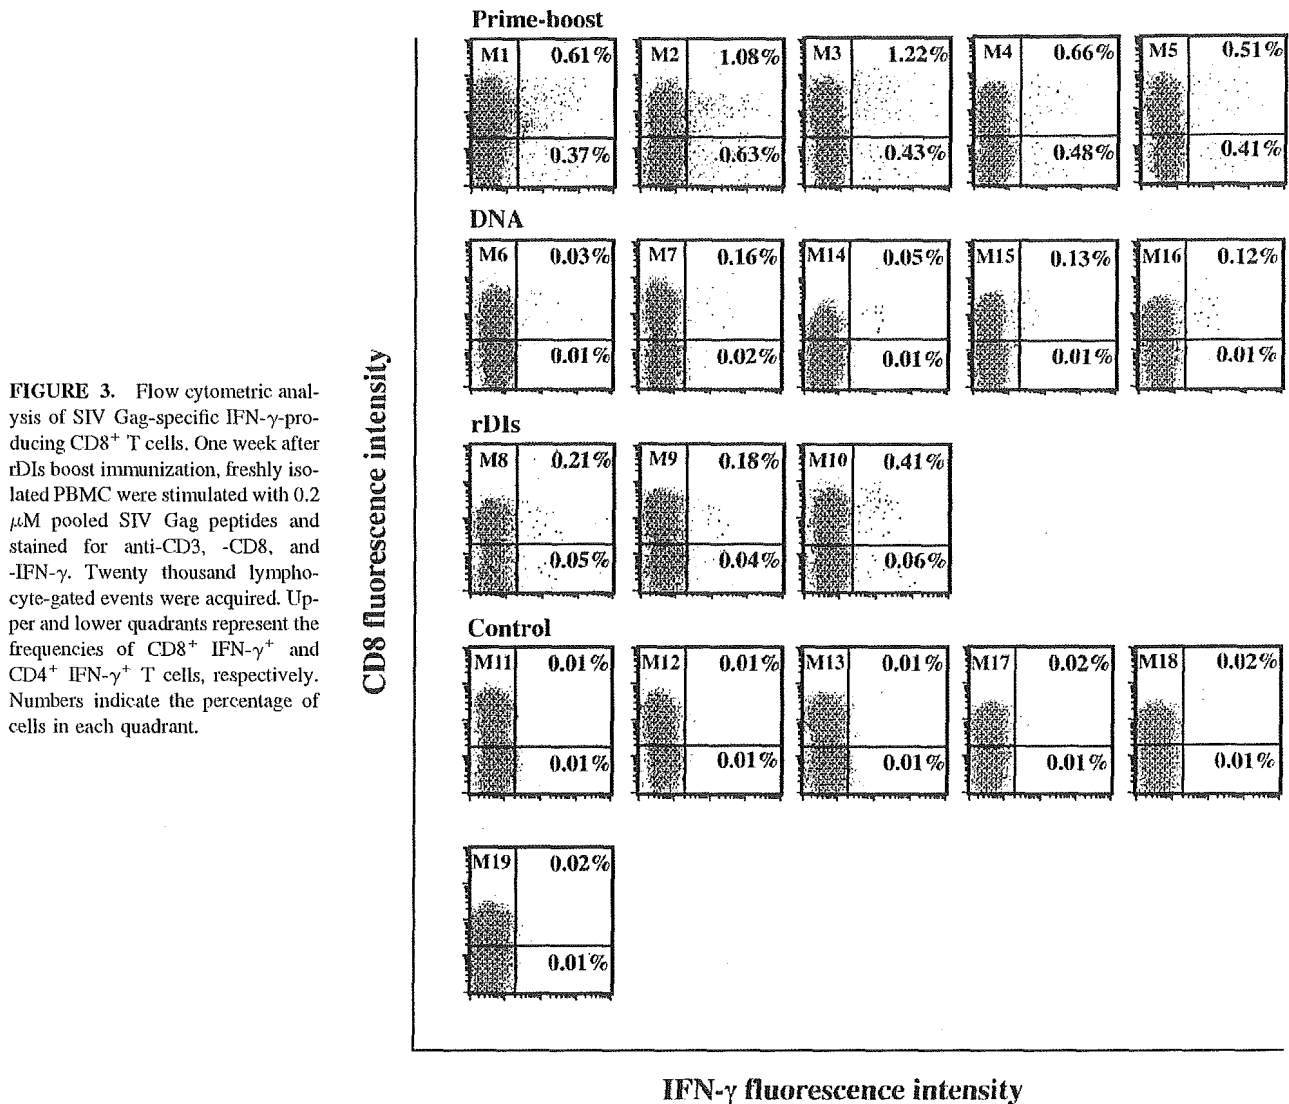 Prime-boost
M1 0.61% M2 1.08% M3 1.22% M4 0.66% M5 0.51%
0.37% 0.63% 0.43% 0.48% 0.41%
DNA
M6 0.03% M7 0.16% M14 0.05% M15 0.13% M16 0.12%
0.01% 0.02% 0.01% 0.01% 0.01%
rDIs
M8 0.21% M9 0.18% M10 0.41%
0.05% 0.04% 0.06%
Control
M11 0.01% M12 0.01% M13 0.01% M17 0.02% M18 0.02%
0.01% 0.01% 0.01% 0.01% 0.01%
M19 0.02%
0.01%
CD8 fluorescence intensity
IFN-γ fluorescence intensity
FIGURE 3. Flow cytometric anal-
ysis of SIV Gag-specific IFN-γ-pro-
ducing CD8⁺ T cells. One week after
rDIs boost immunization, freshly iso-
lated PBMC were stimulated with 0.2
μM pooled SIV Gag peptides and
stained for anti-CD3, -CD8, and
-IFN-γ. Twenty thousand lympho-
cyte-gated events were acquired. Up-
per and lower quadrants represent the
frequencies of CD8⁺ IFN-γ⁺ and
CD4⁺ IFN-γ⁺ T cells, respectively.
Numbers indicate the percentage of
cells in each quadrant.